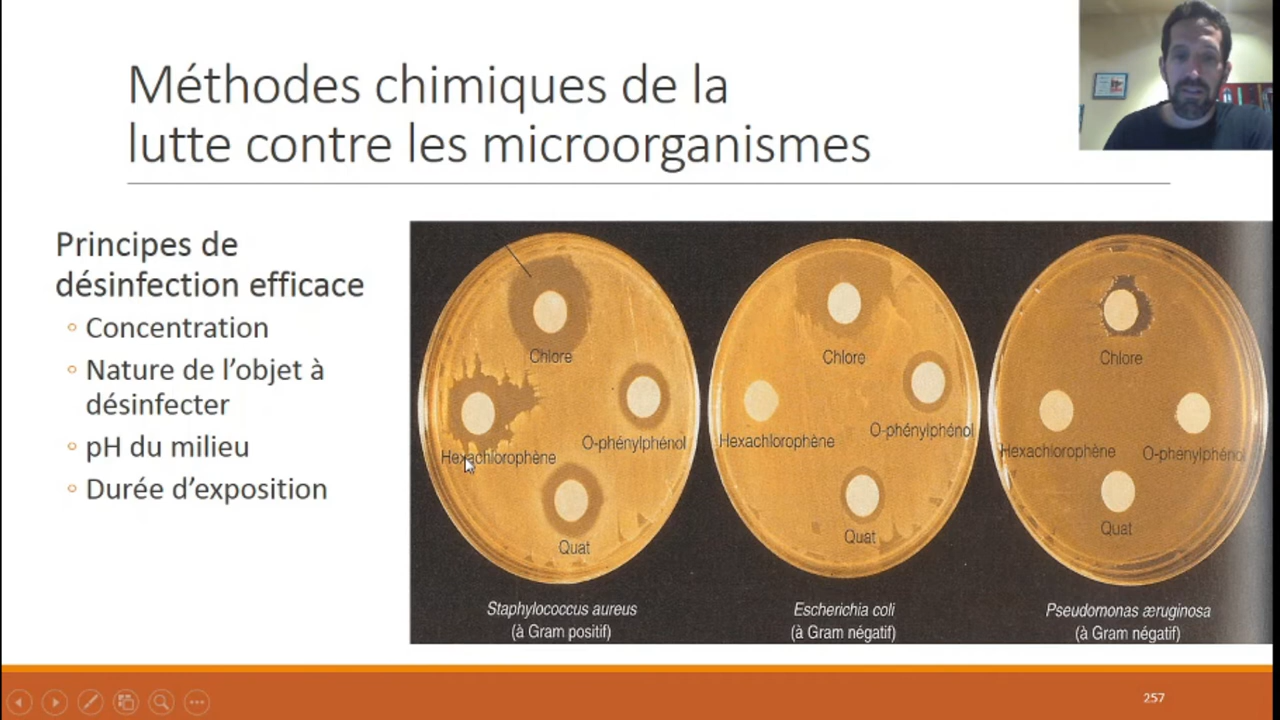 Méthodes chimiques de la
lutte contre les microorganismes
Principes de
désinfection efficace
Concentration
Nature de l’objet à
désinfecter
pH du milieu
Durée d’exposition
Chlore
Hexachlorophène
O-phénylphénol
Quat
Staphylococcus aureus
(à Gram positif)
Chlore
Hexachlorophène
O-phénylphénol
Quat
Escherichia coli
(à Gram négatif)
Chlore
Hexachlorophène
O-phenylphénol
Quat
Pseudomonas æruginosa
(à Gram négatif)
257